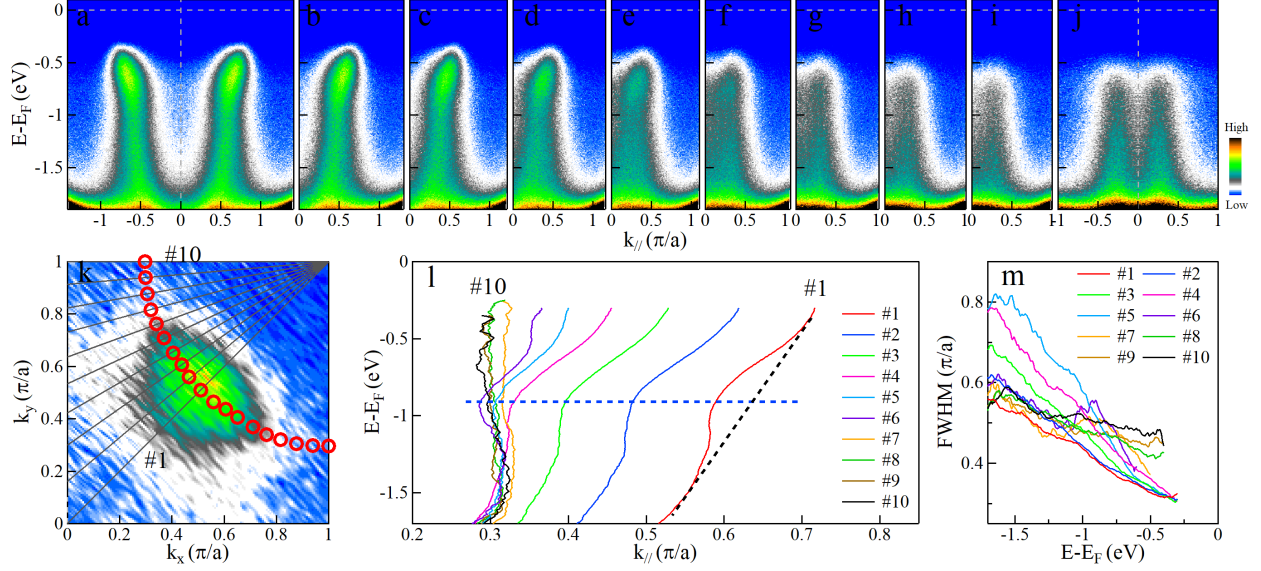 a b c d e f g h i j
E-E_F (eV)
0
-0.5
-1
-1.5
-1 -0.5 0 0.5 1 0 0.5 1 0 0.5 1 0 0.5 1 0 0.5 1 0 0.5 1 0 0.5 1 0 0.5 1 0 0.5 1 -1 -0.5 0 0.5 1
k_// (π/a)
High
Low
k
#10
#1
k_y (π/a)
1
0.8
0.6
0.4
0.2
0
0 0.2 0.4 0.6 0.8 1
k_x (π/a)
l
#10
#1
E-E_F (eV)
0
-0.5
-1
-1.5
0.2 0.3 0.4 0.5 0.6 0.7 0.8
k_// (π/a)
#1
#2
#3
#4
#5
#6
#7
#8
#9
#10
m
#1 #2
#3 #4
#5 #6
#7 #8
#9 #10
FWHM (π/a)
0.8
0.6
0.4
-1.5 -1 -0.5 0
E-E_F (eV)